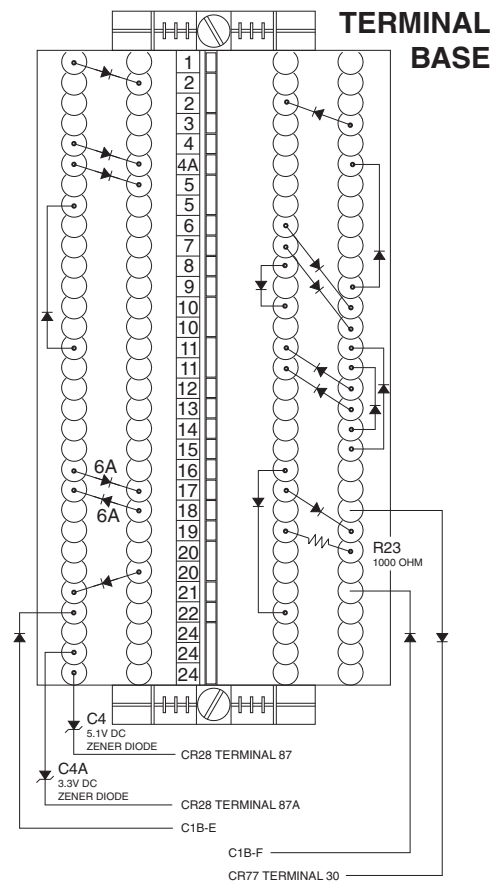 TERMINAL
BASE
1
2
2
3
4
4A
5
5
6
7
8
9
10
10
11
11
12
13
14
15
16
6A
17
18
6A
19
R23
1000 OHM
20
20
21
22
24
24
24
C4
5.1V DC
ZENER DIODE
CR28 TERMINAL 87
C4A
3.3V DC
ZENER DIODE
CR28 TERMINAL 87A
C1B-E
C1B-F
CR77 TERMINAL 30